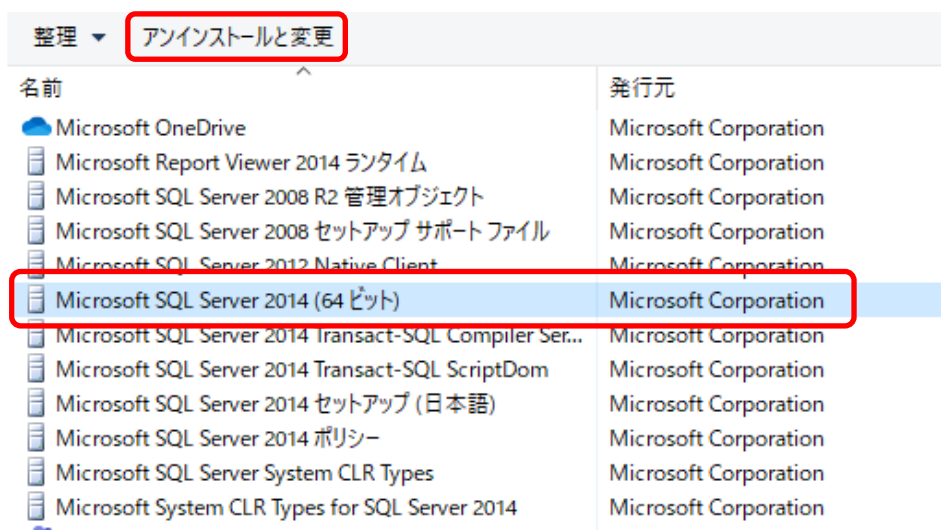 整理 ▼ アンインストールと変更
名前 発行元
Microsoft OneDrive Microsoft Corporation
Microsoft Report Viewer 2014 ランタイム Microsoft Corporation
Microsoft SQL Server 2008 R2 管理オブジェクト Microsoft Corporation
Microsoft SQL Server 2008 セットアップ サポート ファイル Microsoft Corporation
Microsoft SQL Server 2012 Native Client Microsoft Corporation
Microsoft SQL Server 2014 (64 ビット) Microsoft Corporation
Microsoft SQL Server 2014 Transact-SQL Compiler Ser... Microsoft Corporation
Microsoft SQL Server 2014 Transact-SQL ScriptDom Microsoft Corporation
Microsoft SQL Server 2014 セットアップ (日本語) Microsoft Corporation
Microsoft SQL Server 2014 ポリシー Microsoft Corporation
Microsoft SQL Server System CLR Types Microsoft Corporation
Microsoft System CLR Types for SQL Server 2014 Microsoft Corporation